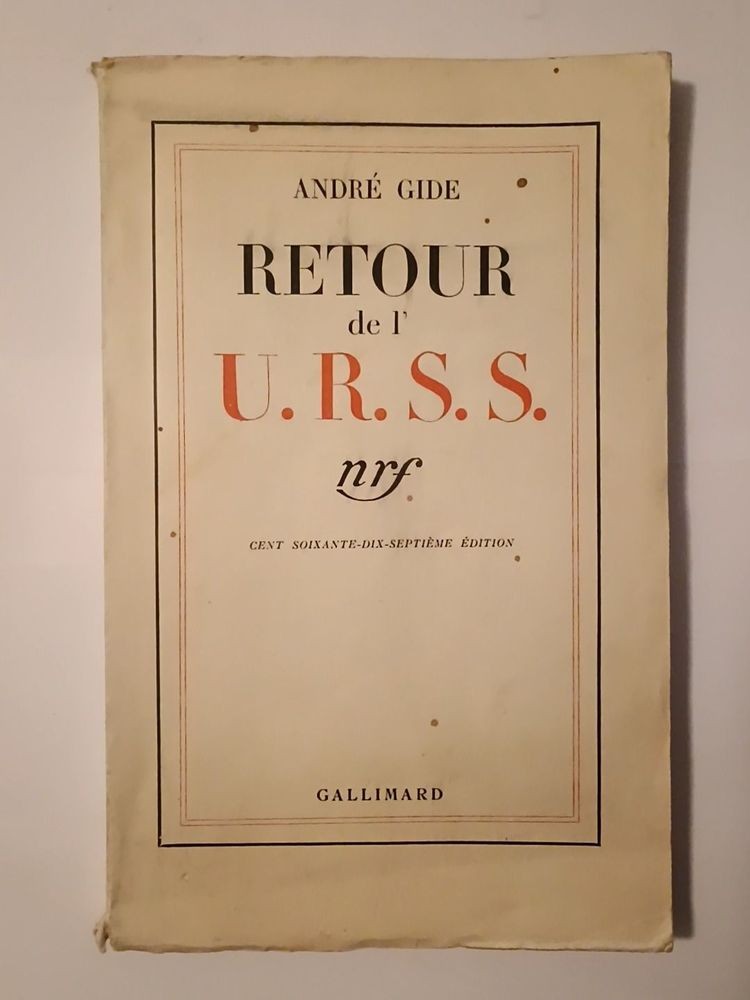 ANDRÉ GIDE
RETOUR
de l'
U. R. S. S.
nrf
CENT SOIXANTE-DIX-SEPTIÈME ÉDITION
GALLIMARD